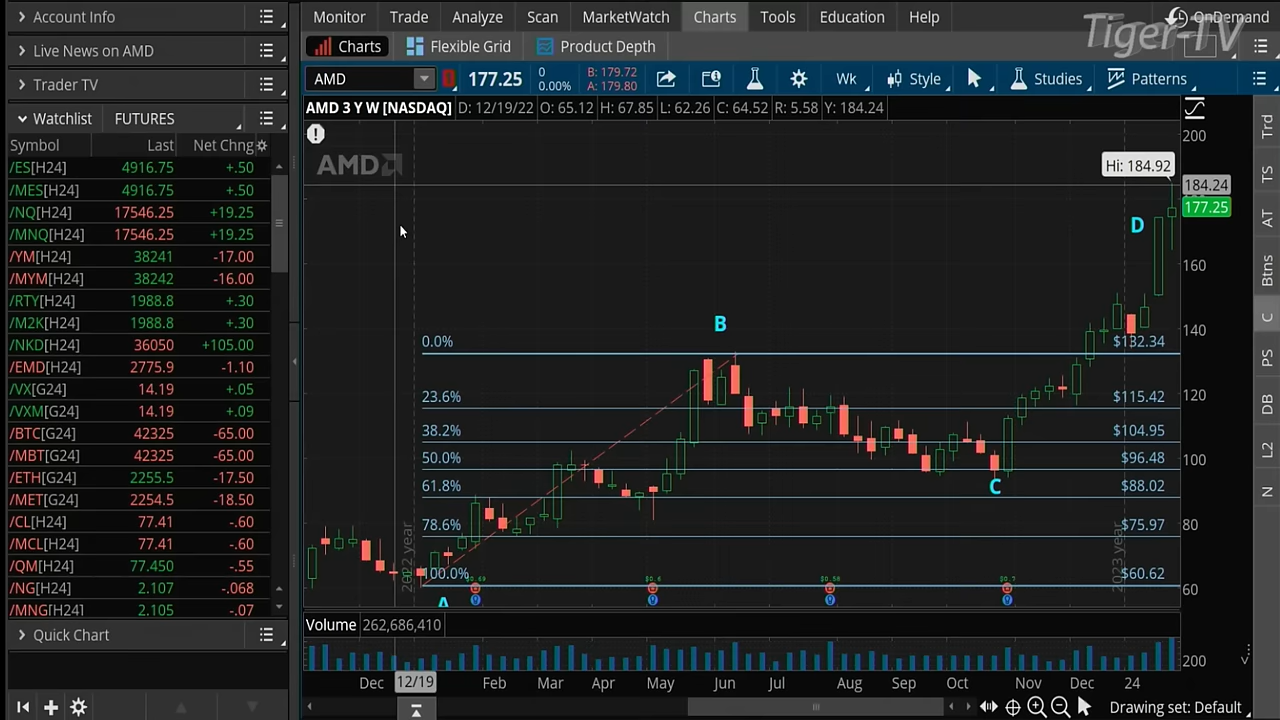 Account Info
Live News on AMD
Trader TV
Watchlist FUTURES
Symbol Last Net Chng
/ES[H24] 4916.75 +.50
/MES[H24] 4916.75 +.50
/NQ[H24] 17546.25 +19.25
/MNQ[H24] 17546.25 +19.25
/YM[H24] 38241 -17.00
/MYM[H24] 38242 -16.00
/RTY[H24] 1988.8 +.30
/M2K[H24] 1988.8 +.30
/NKD[H24] 36050 +105.00
/EMD[H24] 2775.9 -1.10
/VX[G24] 14.19 +.05
/VXM[G24] 14.19 +.09
/BTC[G24] 42325 -65.00
/MBT[G24] 42325 -65.00
/ETH[G24] 2255.5 -17.50
/MET[G24] 2254.5 -18.50
/CL[H24] 77.41 -.60
/MCL[H24] 77.41 -.60
/QM[H24] 77.450 -.55
/NG[H24] 2.107 -.068
/MNG[H24] 2.105 -.07
Quick Chart
Monitor Trade Analyze Scan MarketWatch Charts Tools Education Help
OnDemand
Tiger-TV
Charts Flexible Grid Product Depth
AMD 177.25 0 0.00% B: 179.72 A: 179.80 Wk Style Studies Patterns
AMD 3 Y W [NASDAQ] D: 12/19/22 O: 65.12 H: 67.85 L: 62.26 C: 64.52 R: 5.58 Y: 184.24
AMD
Hi: 184.92
200
184.24
177.25
160
140
120
100
80
60
D
B
C
A
0.0% $132.34
23.6% $115.42
38.2% $104.95
50.0% $96.48
61.8% $88.02
78.6% $75.97
100.0% $60.62
2022 year
2023 year
$0.6
Volume 262,686,410
200
Dec 12/19 Feb Mar Apr May Jun Jul Aug Sep Oct Nov Dec 24
Drawing set: Default
Trd
TS
AT
Btns
C
PS
DB
L2
N